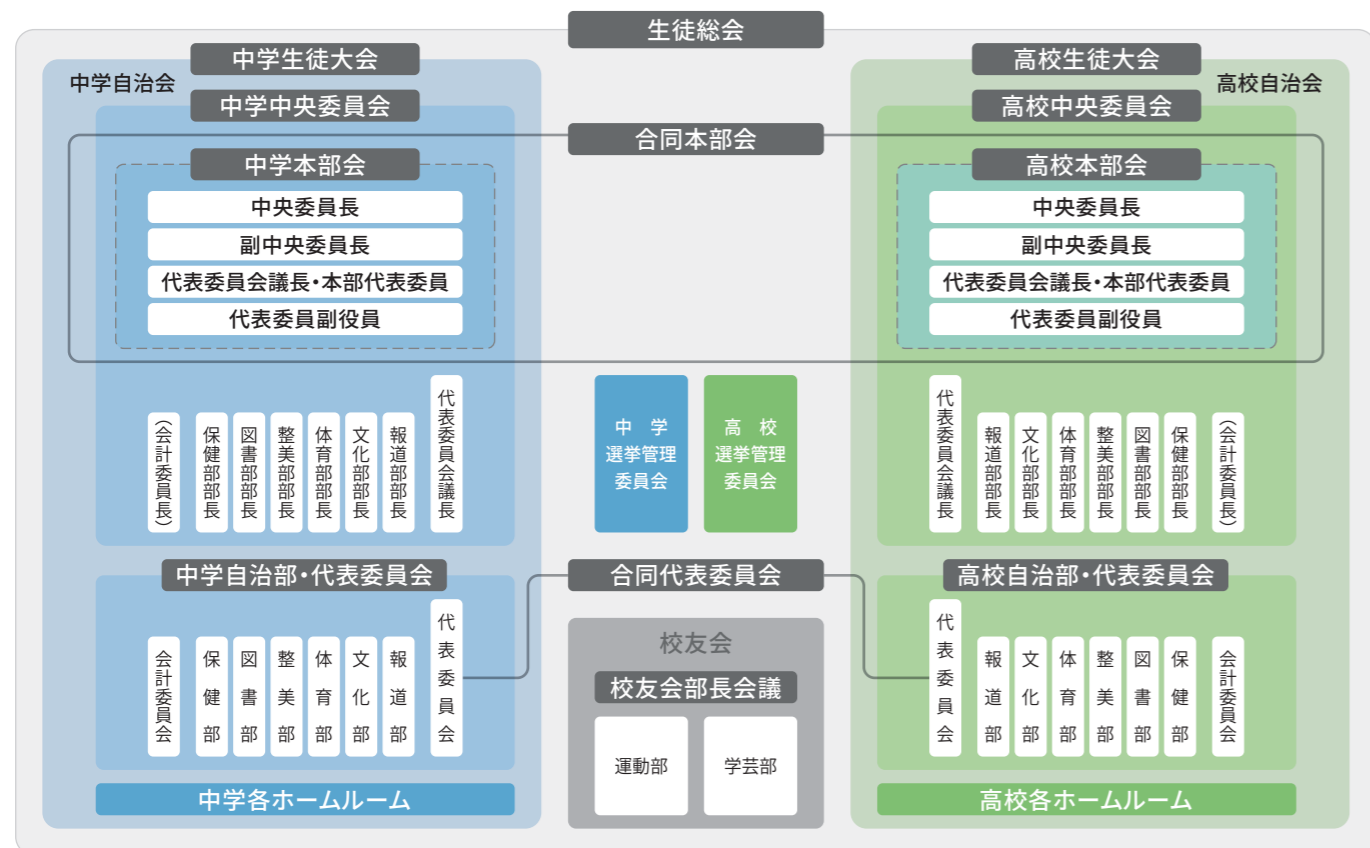 生徒総会
中学自治会
中学生徒大会
中学中央委員会
合同本部会
中学本部会
中央委員長
副中央委員長
代表委員会議長・本部代表委員
代表委員副役員
(会計委員長)
保健部部長
図書部部長
整美部部長
体育部部長
文化部部長
報道部部長
代表委員会議長
中学自治部・代表委員会
会計委員会
保健部
図書部
整美部
体育部
文化部
報道部
代表委員会
中学各ホームルーム
中 学
選挙管理
委員会
高 校
選挙管理
委員会
合同代表委員会
校友会
校友会部長会議
運動部
学芸部
高校自治会
高校生徒大会
高校中央委員会
高校本部会
中央委員長
副中央委員長
代表委員会議長・本部代表委員
代表委員副役員
代表委員会議長
報道部部長
文化部部長
体育部部長
整美部部長
図書部部長
保健部部長
(会計委員長)
高校自治部・代表委員会
代表委員会
報道部
文化部
体育部
整美部
図書部
保健部
会計委員会
高校各ホームルーム